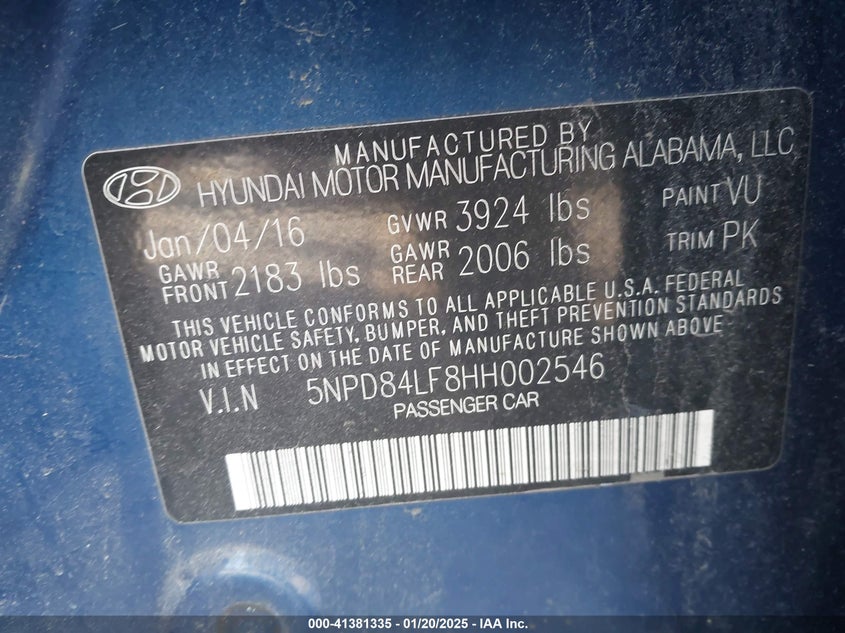 MANUFACTURED BY
HYUNDAI MOTOR MANUFACTURING ALABAMA, LLC
Jan/04/16 GVWR 3924 lbs PAINT VU
GAWR FRONT 2183 lbs GAWR REAR 2006 lbs TRIM PK
THIS VEHICLE CONFORMS TO ALL APPLICABLE U.S.A. FEDERAL
MOTOR VEHICLE SAFETY, BUMPER, AND THEFT PREVENTION STANDARDS
IN EFFECT ON THE DATE OF MANUFACTURE SHOWN ABOVE
V.I.N 5NPD84LF8HH002546
PASSENGER CAR
000-41381335 - 01/20/2025 - IAA Inc.